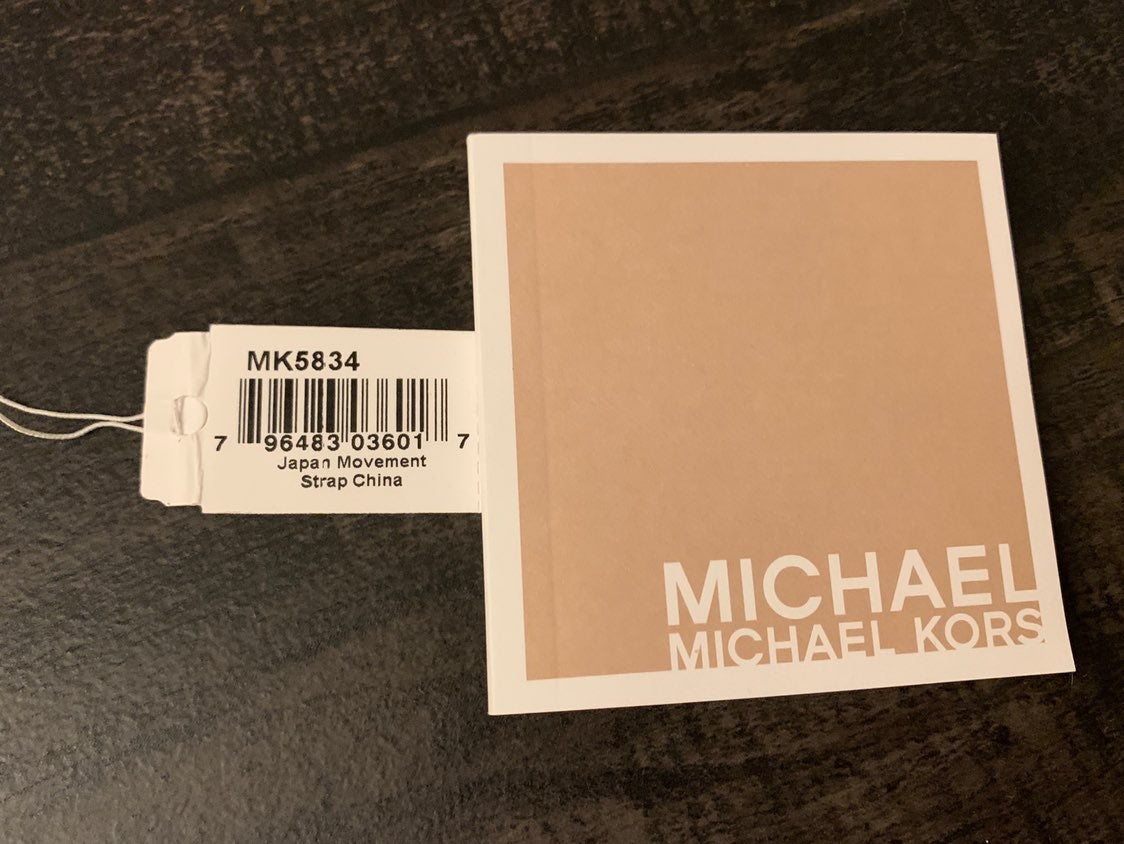 MK5834
7 96483 03601 7
Japan Movement
Strap China
MICHAEL
MICHAEL KORS